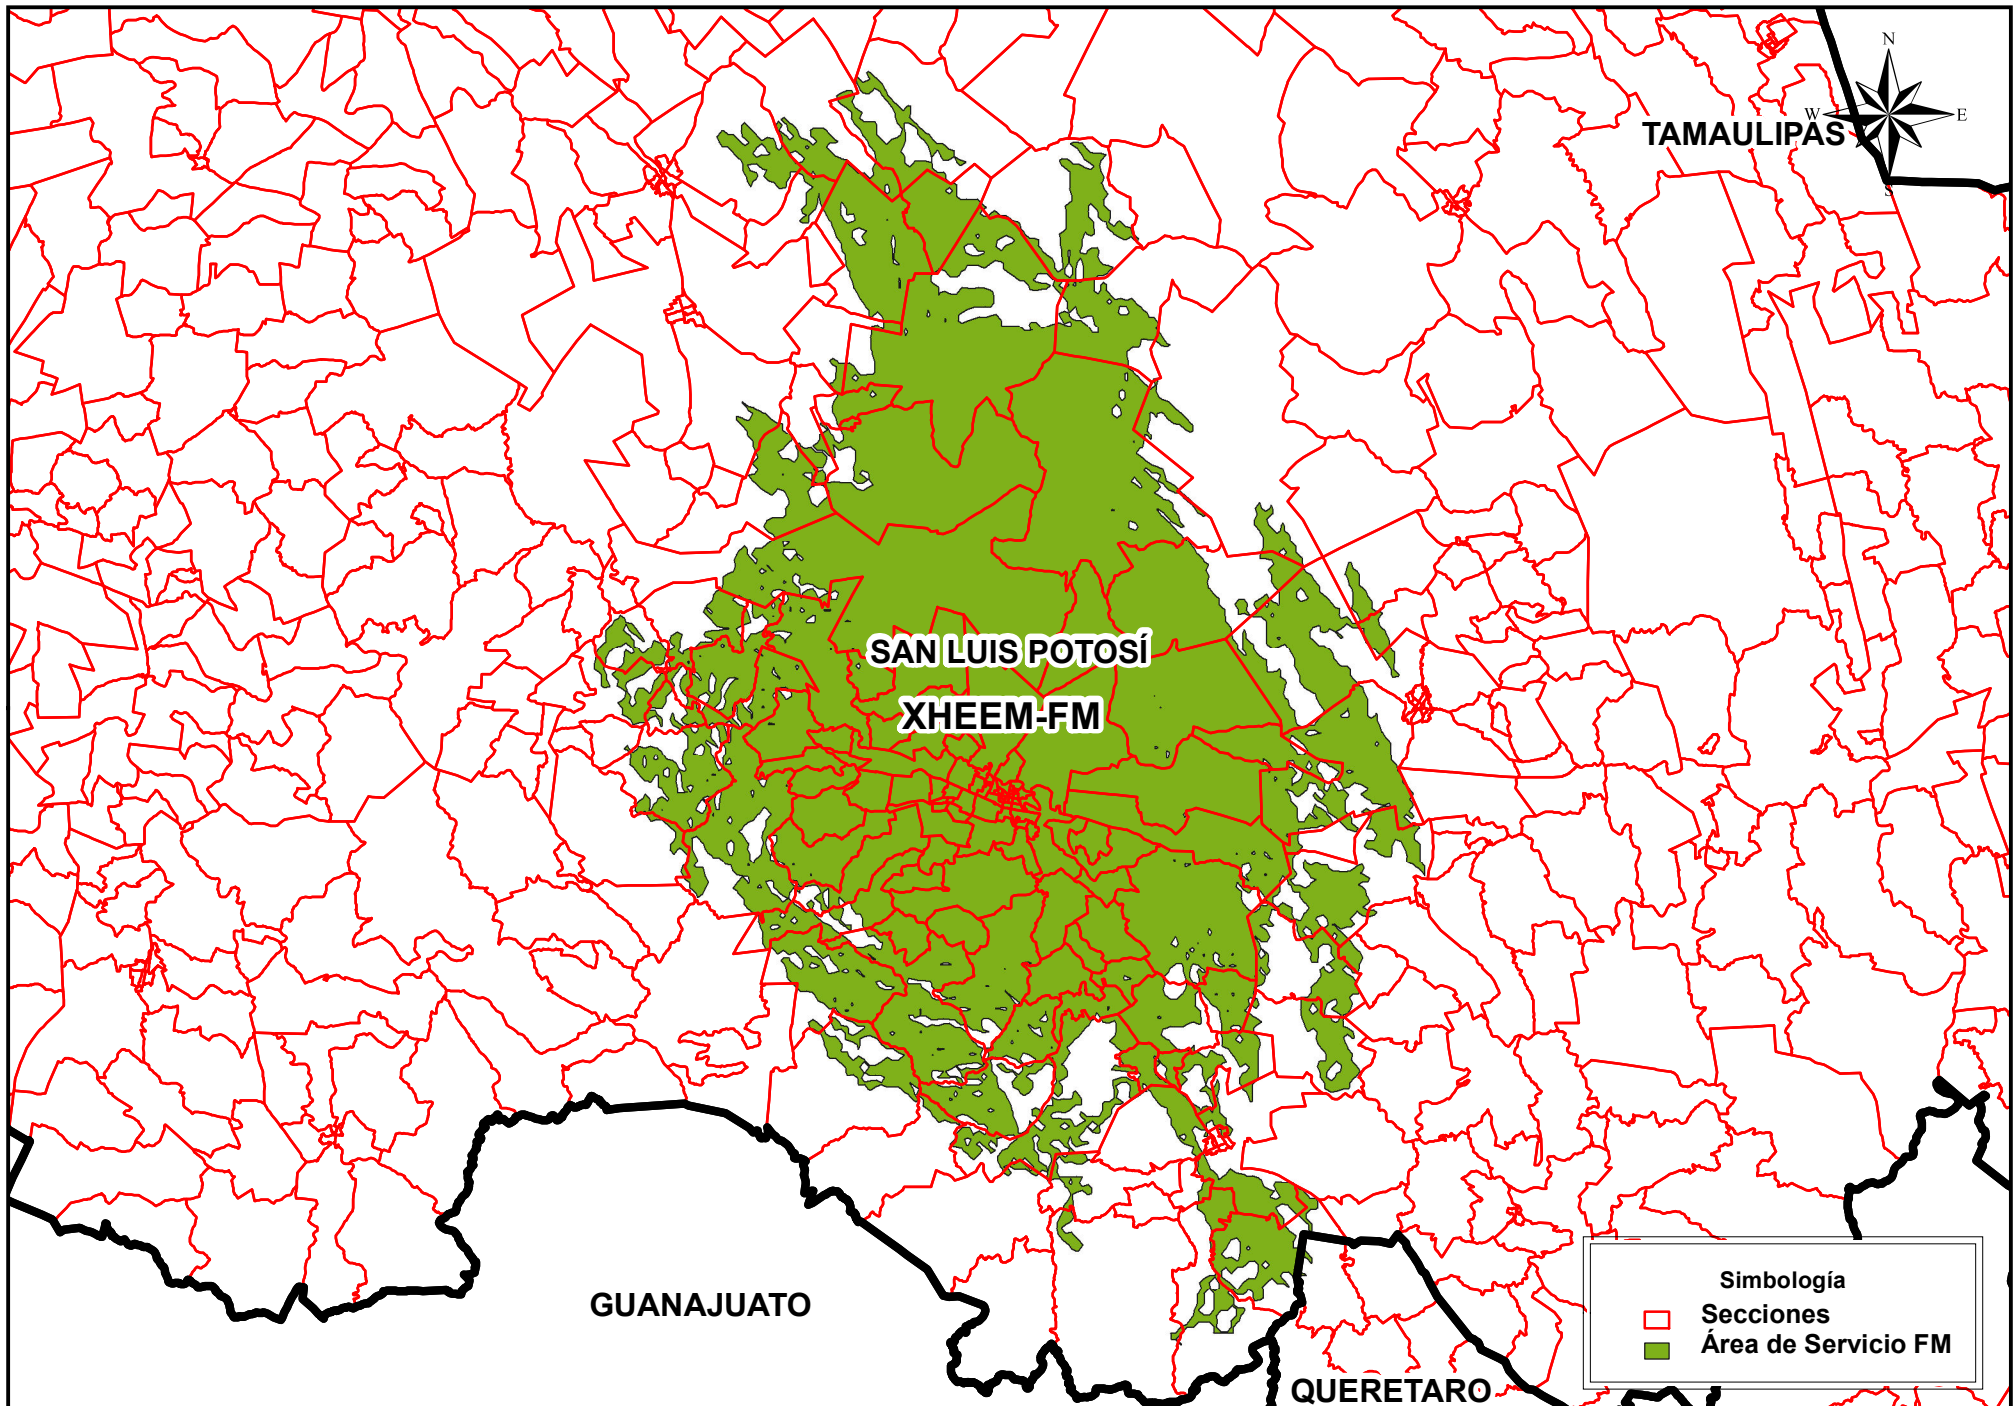 N
W
E
S
TAMAULIPAS
SAN LUIS POTOSÍ
XHEEM-FM
GUANAJUATO
QUERETARO
Simbología
Secciones
Área de Servicio FM